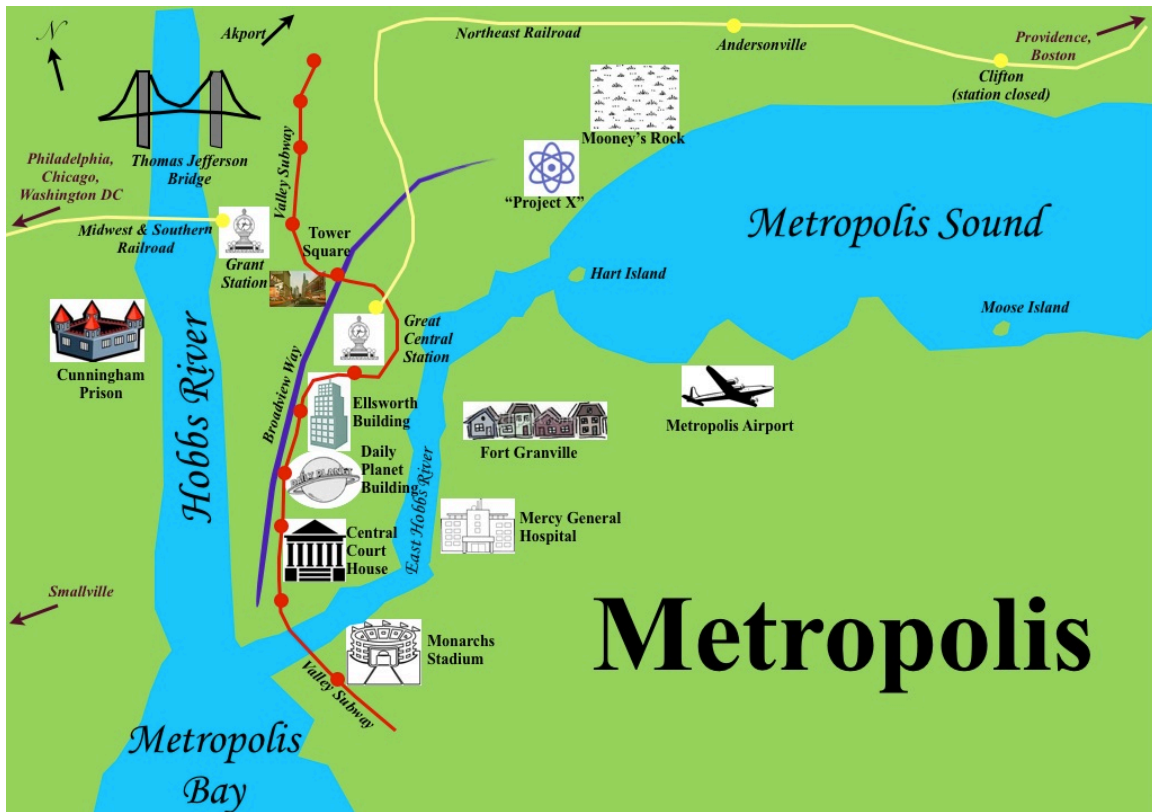 N
Akport
Northeast Railroad
Andersonville
Providence,
Boston
Clifton
(station closed)
Mooney's Rock
Thomas Jefferson
Bridge
Philadelphia,
Chicago,
Washington DC
Valley Subway
"Project X"
Midwest & Southern
Railroad
Grant
Station
Tower
Square
Metropolis Sound
Hart Island
Moose Island
Great
Central
Station
Cunningham
Prison
Hobbs River
Broadview Way
Ellsworth
Building
Metropolis Airport
Fort Granville
Daily
Planet
Building
DAILY PLANET
East Hobbs River
Mercy General
Hospital
Central
Court
House
Smallville
Metropolis
Monarchs
Stadium
Valley Subway
Metropolis
Bay